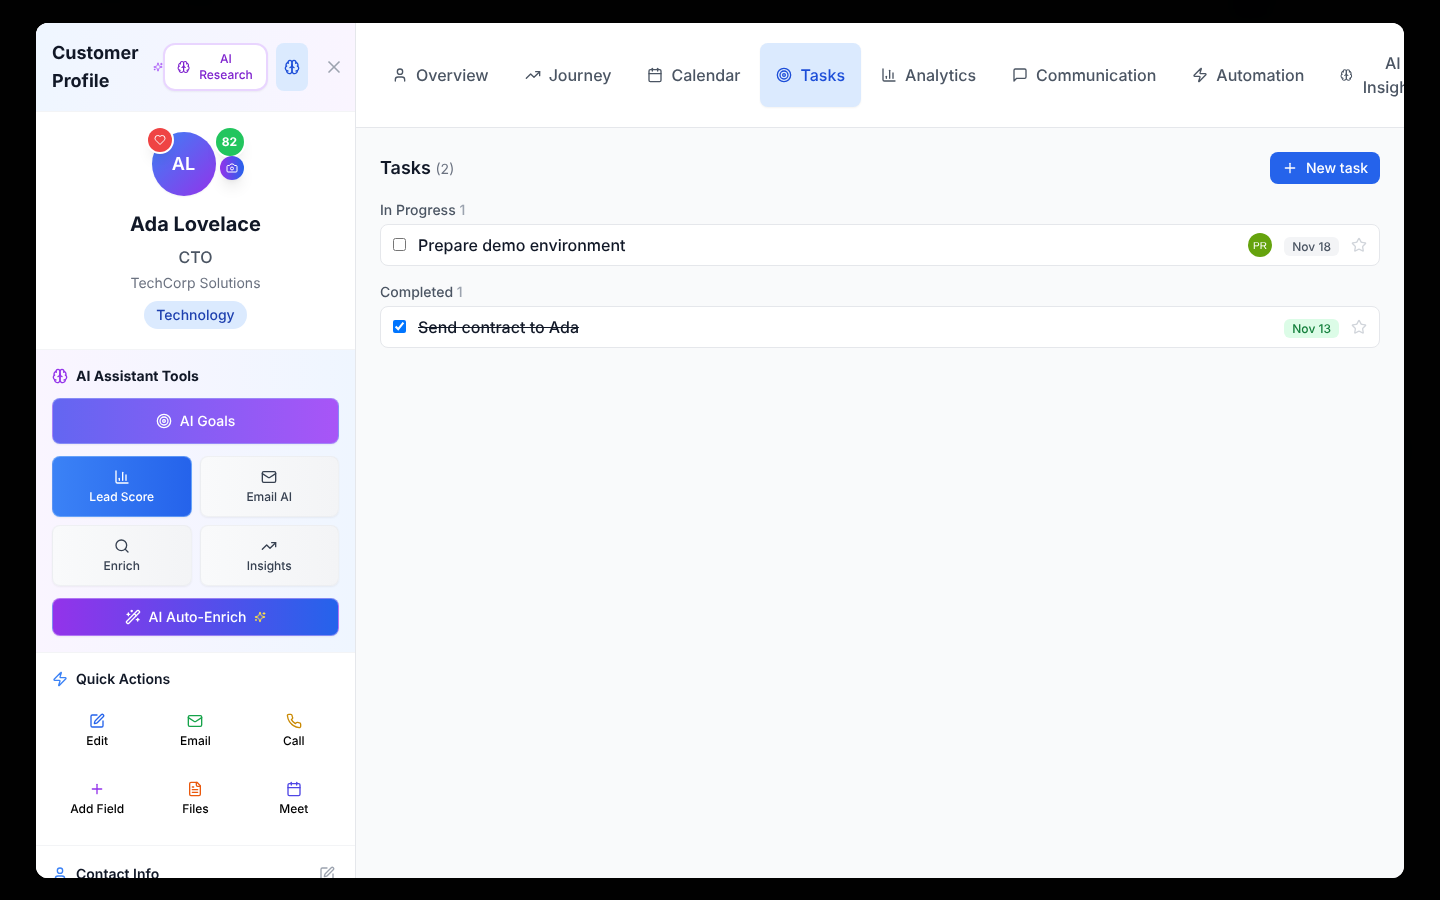 Customer Profile
AI Research
AL
82
Ada Lovelace
CTO
TechCorp Solutions
Technology
AI Assistant Tools
AI Goals
Lead Score
Email AI
Enrich
Insights
AI Auto-Enrich
Quick Actions
Edit
Email
Call
Add Field
Files
Meet
Contact Info
Overview
Journey
Calendar
Tasks
Analytics
Communication
Automation
AI
Tasks (2)
New task
In Progress 1
Prepare demo environment
PR
Nov 18
Completed 1
Send contract to Ada
Nov 13